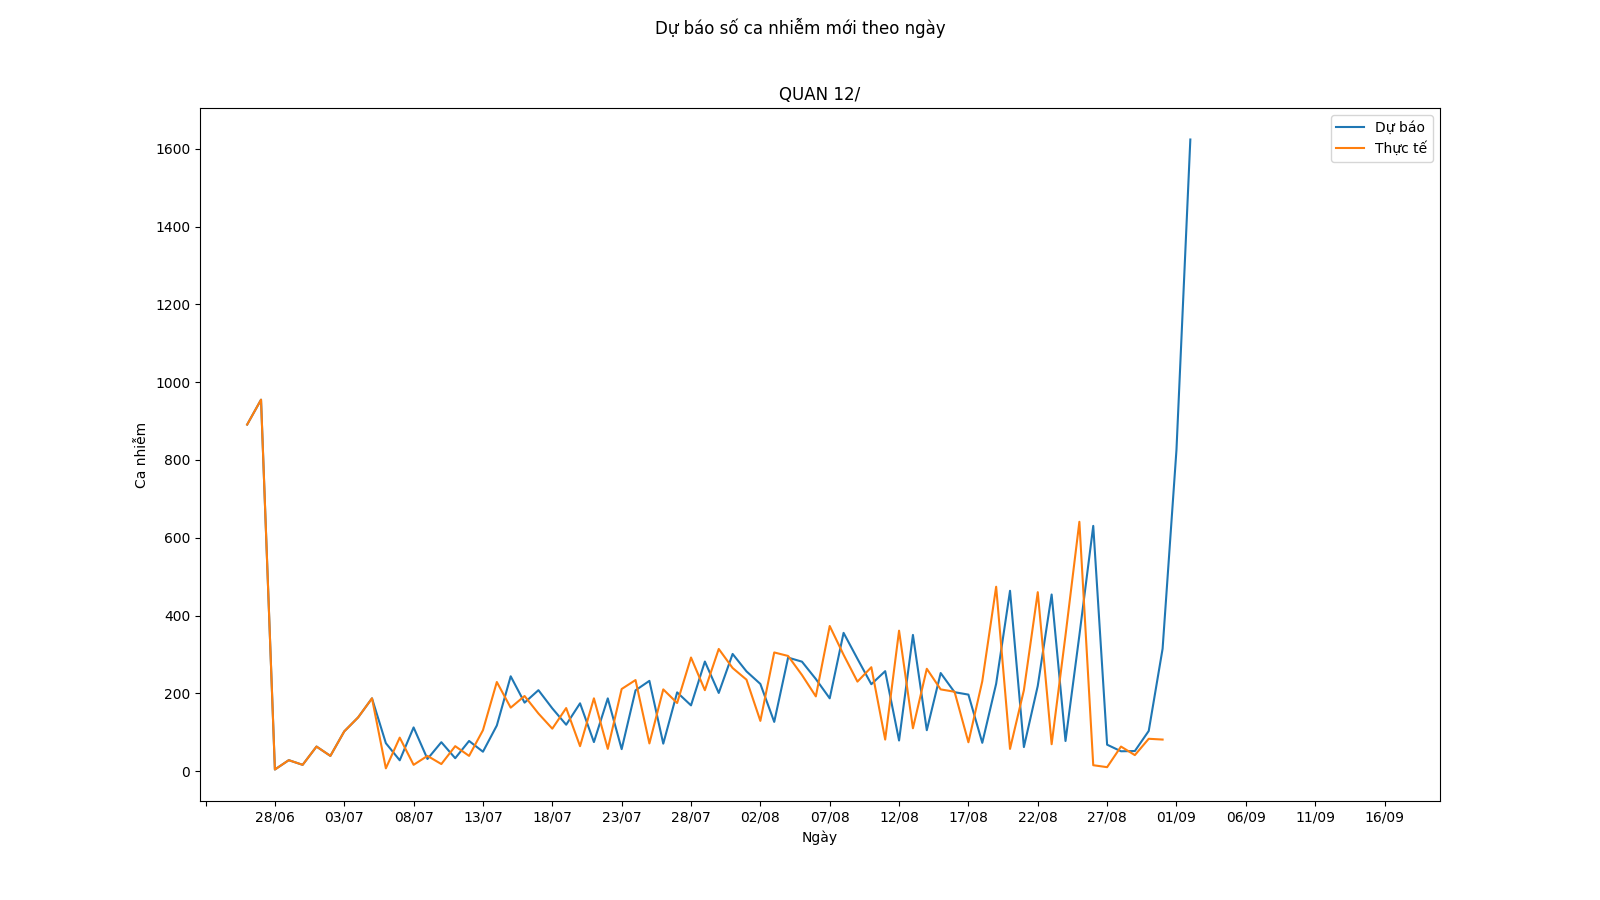 Dự báo số ca nhiễm mới theo ngày
QUAN 12/
Dự báo
Thực tế
1600
1400
1200
1000
800
600
400
200
0
Ca nhiễm
28/06 03/07 08/07 13/07 18/07 23/07 28/07 02/08 07/08 12/08 17/08 22/08 27/08 01/09 06/09 11/09 16/09
Ngày